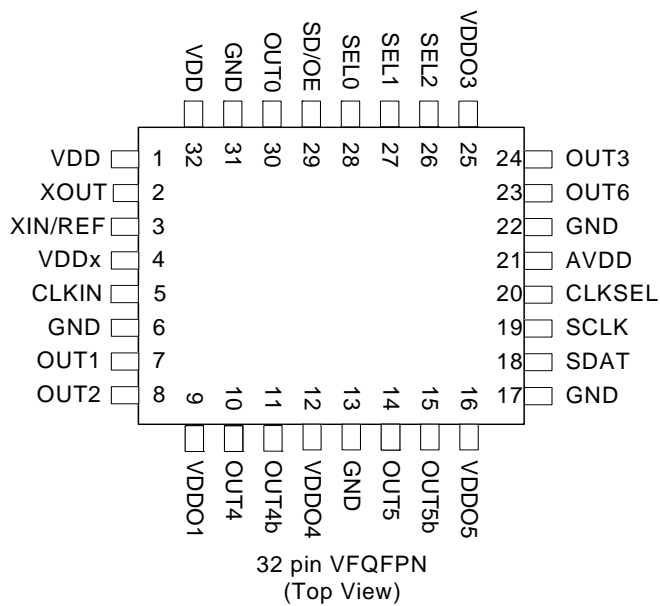 VDD
GND
OUT0
SD/OE
SEL0
SEL1
SEL2
VDDO3
32
31
30
29
28
27
26
25
VDD 1
XOUT 2
XIN/REF 3
VDDx 4
CLKIN 5
GND 6
OUT1 7
OUT2 8
24 OUT3
23 OUT6
22 GND
21 AVDD
20 CLKSEL
19 SCLK
18 SDAT
17 GND
9
10
11
12
13
14
15
16
VDDO1
OUT4
OUT4b
VDDO4
GND
OUT5
OUT5b
VDDO5
32 pin VFQFPN
(Top View)